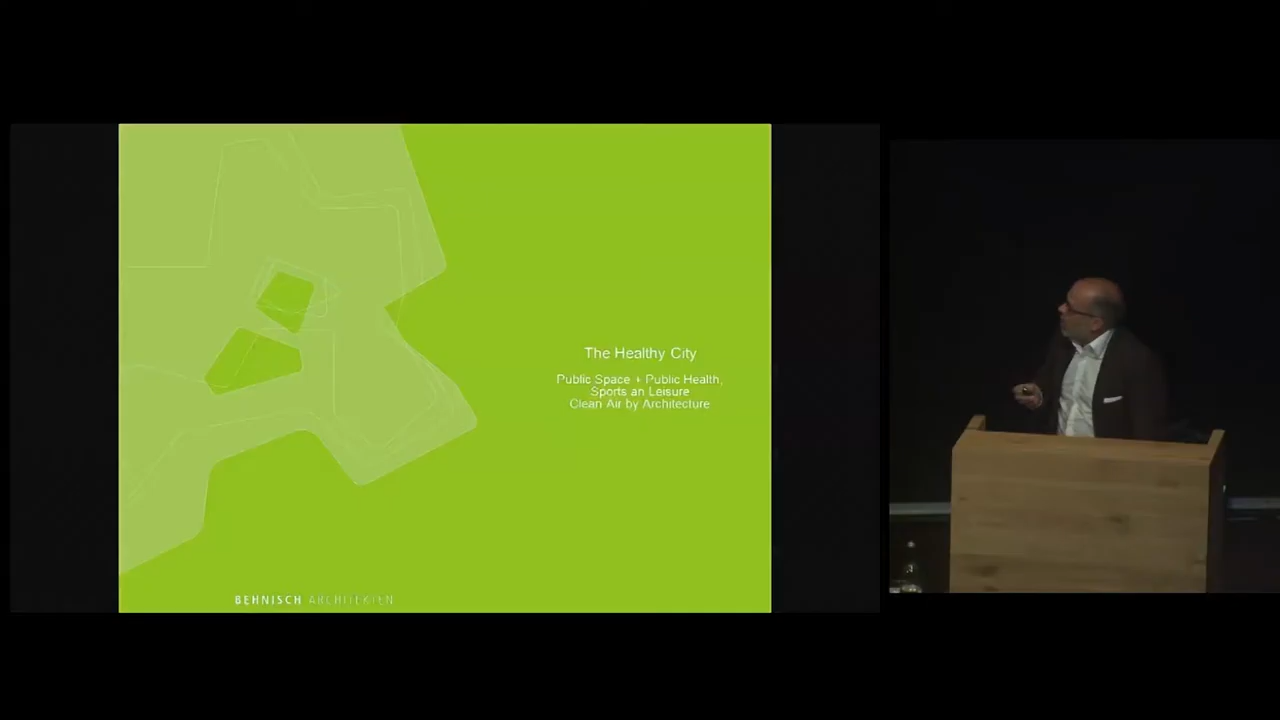 The Healthy City
Public Space + Public Health,
Sports an Leisure
Clean Air by Architecture
BEHNISCH ARCHITEKTEN